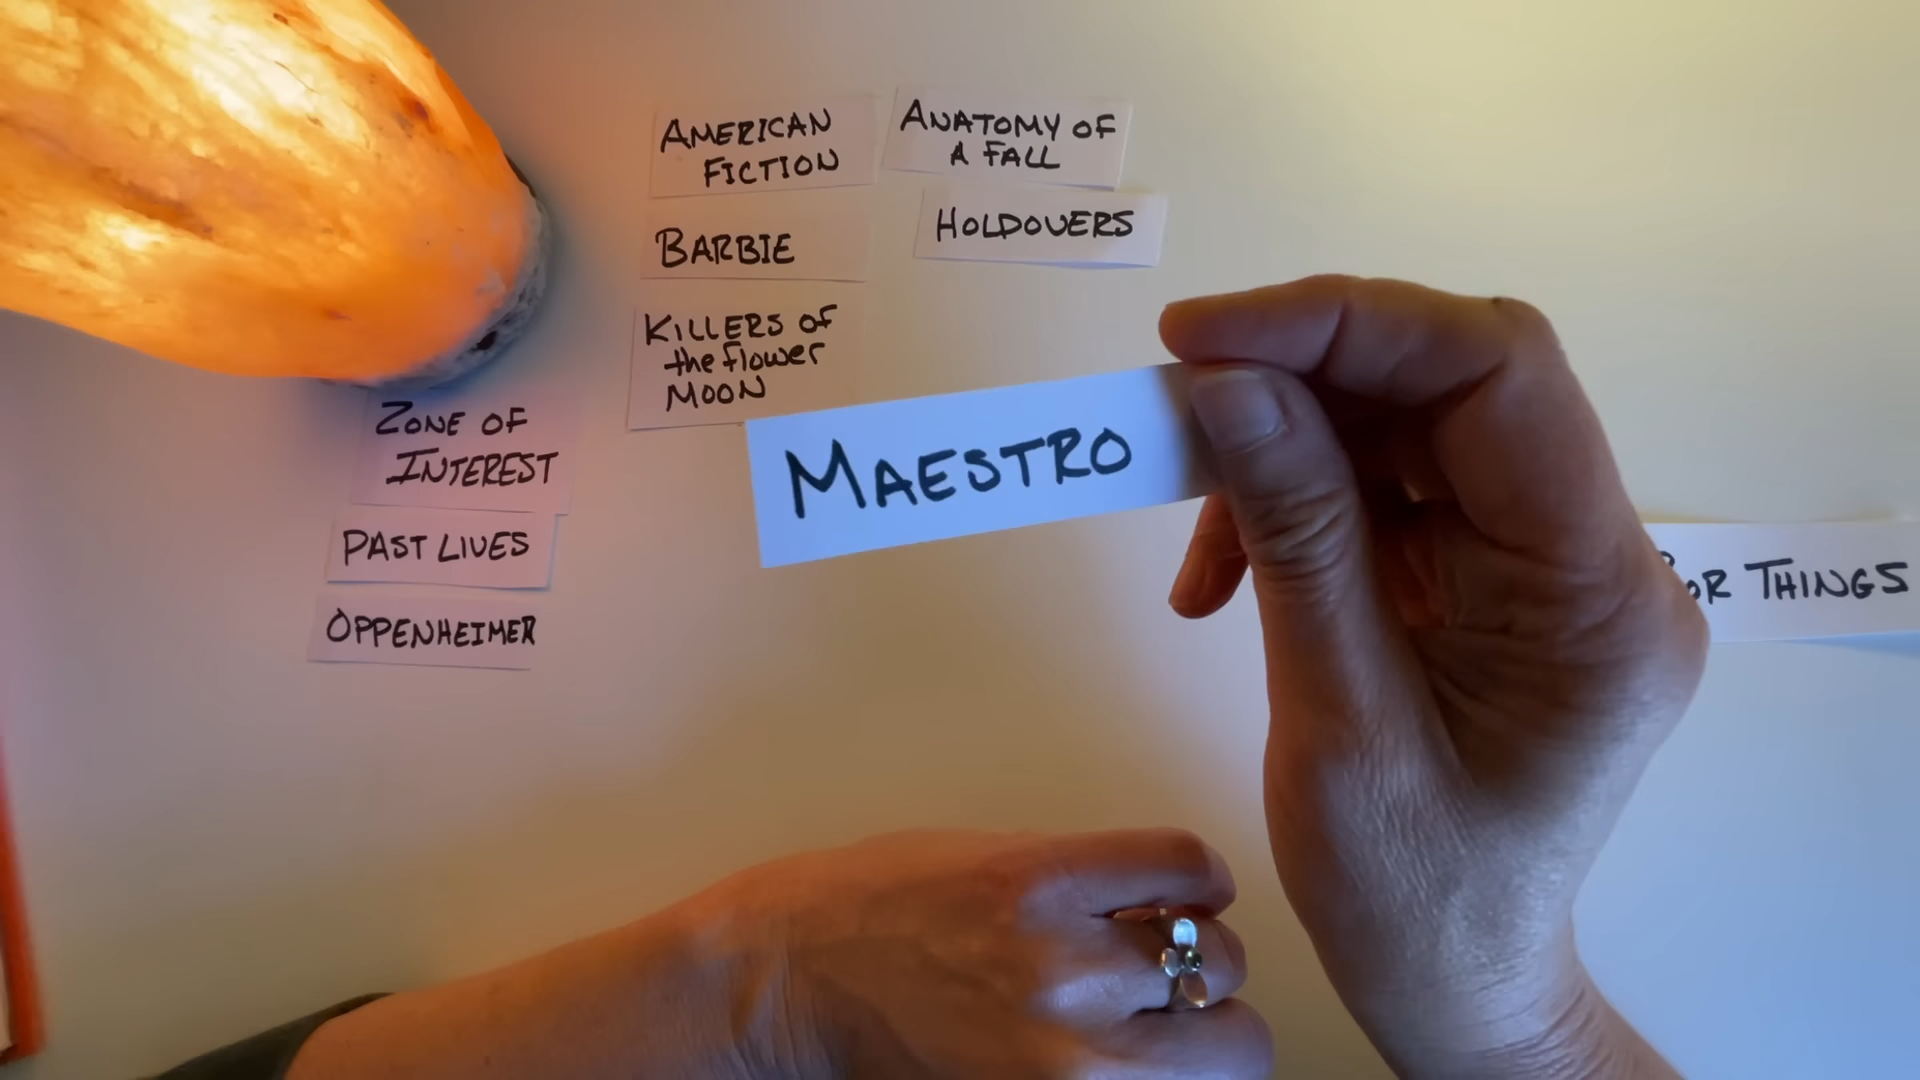 AMERICAN
FICTION
ANATOMY OF
A FALL
HOLDOVERS
BARBIE
KILLERS OF
the flower
MOON
ZONE OF
INTEREST
MAESTRO
PAST LIVES
OPPENHEIMER
THINGS